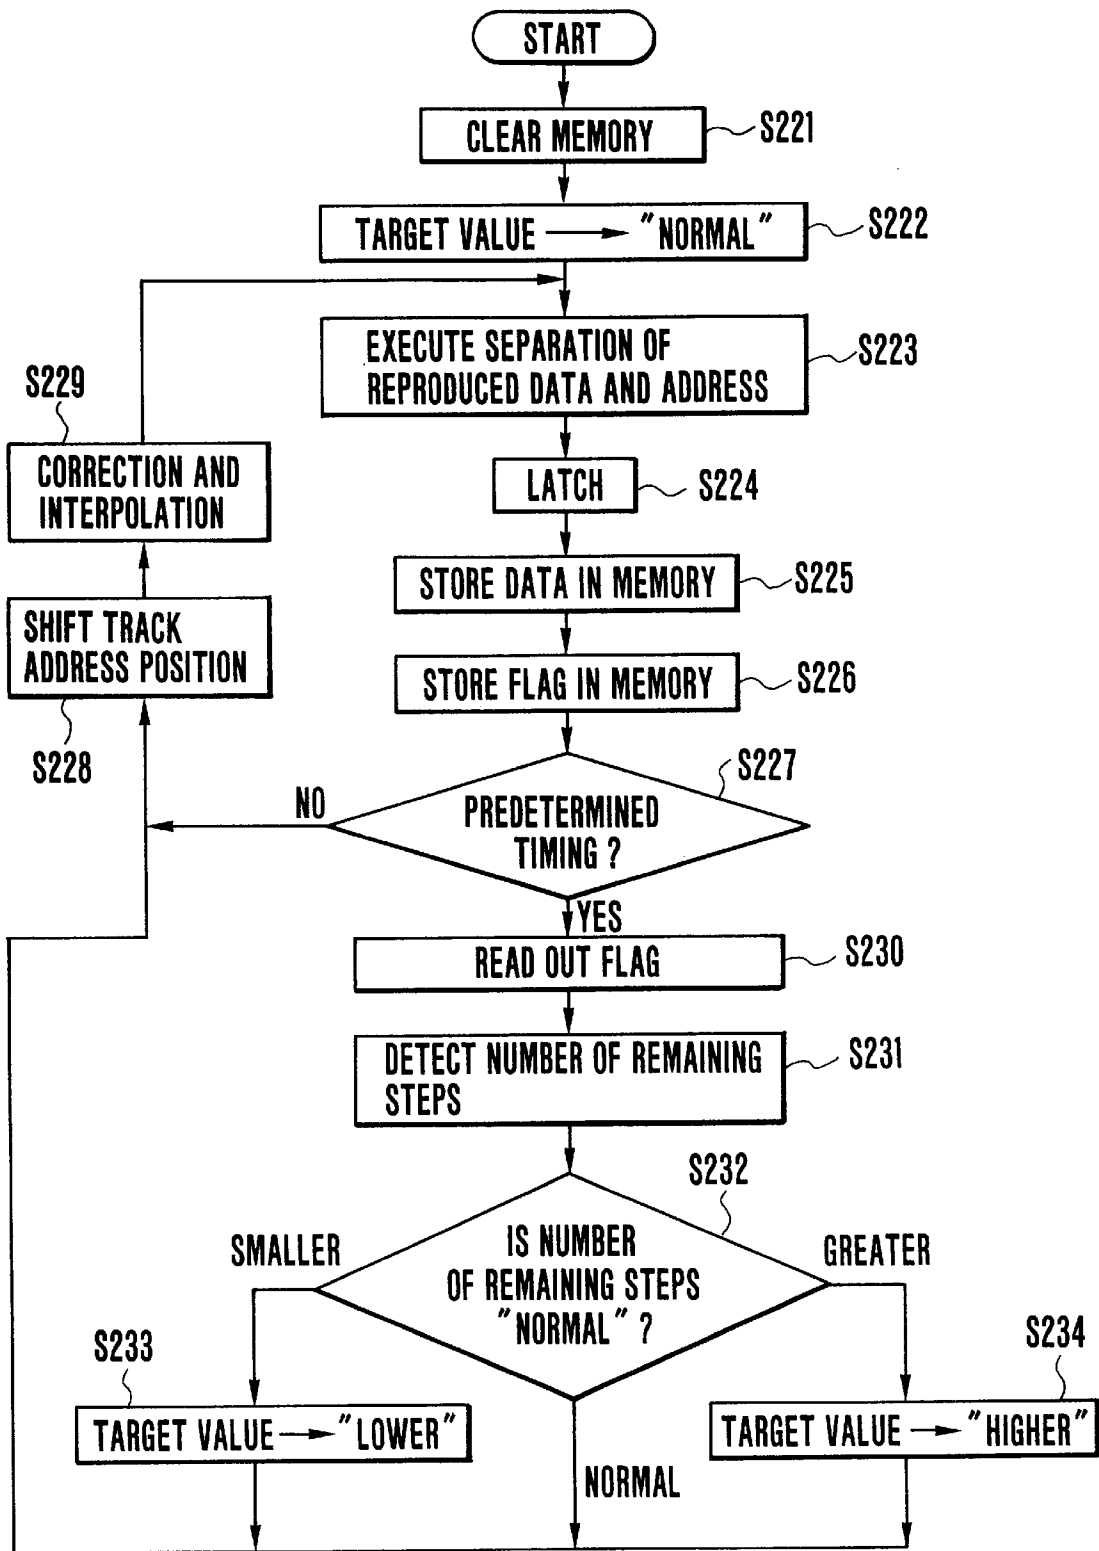 START
CLEAR MEMORY
S221
TARGET VALUE → "NORMAL"
S222
EXECUTE SEPARATION OF
REPRODUCED DATA AND ADDRESS
S223
S229
CORRECTION AND
INTERPOLATION
LATCH
S224
STORE DATA IN MEMORY
S225
SHIFT TRACK
ADDRESS POSITION
S228
STORE FLAG IN MEMORY
S226
S227
NO
PREDETERMINED
TIMING ?
YES
READ OUT FLAG
S230
DETECT NUMBER OF REMAINING
STEPS
S231
S232
SMALLER
IS NUMBER
OF REMAINING STEPS
"NORMAL" ?
GREATER
S233
TARGET VALUE → "LOWER"
S234
TARGET VALUE → "HIGHER"
NORMAL